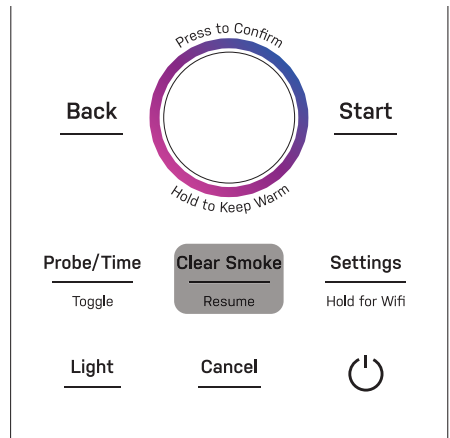 Press to Confirm
Back
Start
Hold to Keep Warm
Probe/Time
Clear Smoke
Settings
Toggle
Resume
Hold for Wifi
Light
Cancel